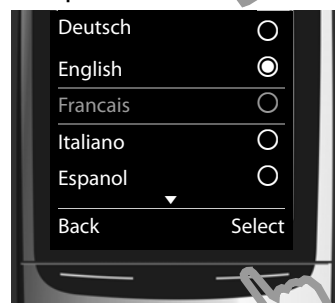 Deutsch
English
Francais
Italiano
Espanol
Back Select